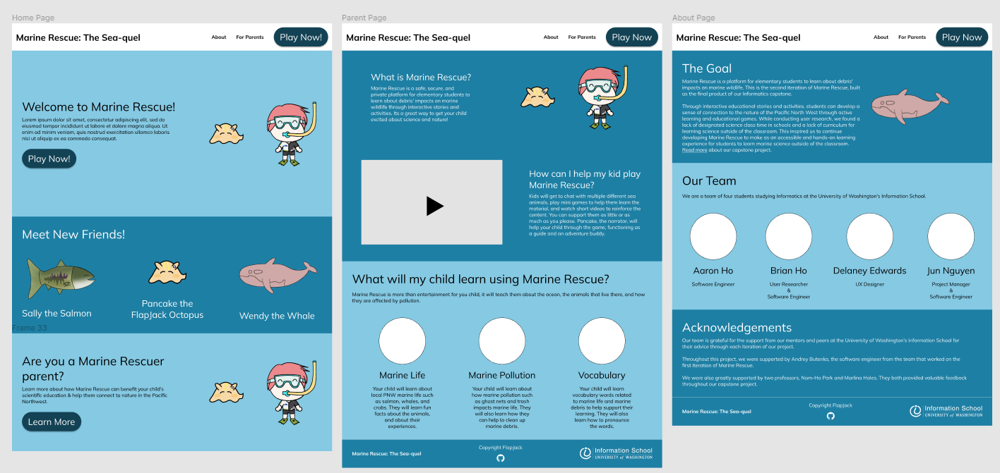 Home Page
Marine Rescue: The Sea-quel
About
For Parents
Play Now!
Welcome to Marine Rescue!
Lorem ipsum dolor sit amet, consectetur adipiscing elit, sed do
eiusmod tempor incididunt ut labore et dolore magna aliqua. Ut
enim ad minim veniam, quis nostrud exercitation ullamco laboris
nisi ut aliquip ex ea commodo consequat.
Play Now!
Meet New Friends!
Sally the Salmon
Pancake the
FlapJack Octopus
Wendy the Whale
Frame 33
Are you a Marine Rescuer
parent?
Learn more about how Marine Rescue can benefit your child's
scientific education & help them connect to nature in the Pacific
Northwest.
Learn More
Parent Page
Marine Rescue: The Sea-quel
About
For Parents
Play Now
What is Marine Rescue?
Marine Rescue is a safe, secure, and
private platform for elementary students to
learn about debris' impacts on marine
wildlife through interactive stories and
activities. Its a great way to get your child
excited about science and nature!
How can I help my kid play
Marine Rescue?
Kids will get to chat with multiple different sea
animals, play mini games to help them learn the
material, and watch short videos to reinforce the
content. You can support them as little or as
much as you please. Pancake, the narrator, will
help your child through the game, functioning as
a guide and an adventure buddy.
What will my child learn using Marine Rescue?
Marine Rescue is more than entertainment for you child, it will teach them about the ocean, the animals that live there, and how
they are affected by pollution.
Marine Life
Your child will learn about
local PNW marine life such
as salmon, whales, and
crabs. They will learn fun
facts about the animals,
and about their
experiences.
Marine Pollution
Your child will learn about
how marine pollution such
as ghost nets and trash
impacts marine life. They
will also learn how they
can help to clean up
marine debris.
Vocabulary
Your child will learn
vocabulary words related
to marine life and marine
debris to help support their
learning. They will also
learn how to pronounce
the words.
Marine Rescue: The Sea-quel
Copyright FlapJack
Information School
UNIVERSITY of WASHINGTON
About Page
Marine Rescue: The Sea-quel
About
For Parents
Play Now
The Goal
Marine Rescue is a platform for elementary students to learn about debris'
impacts on marine wildlife. This is the second iteration of Marine Rescue, built
as the final product of our Informatics capstone.
Through interactive educational stories and activities, students can develop a
sense of connection to the nature of the Pacific North West through active
learning and educational games. While conducting user research, we found a
lack of designated science class time in schools and a lack of curriculum for
learning science outside of the classroom. This inspired us to continue
developing Marine Rescue to make as an accessible and hands-on learning
experience for students to learn marine science outside of the classroom.
Read more about our capstone project.
Our Team
We are a team of four students studying Informatics at the University of Washington's Information School.
Aaron Ho
Software Engineer
Brian Ho
User Researcher
&
Software Engineer
Delaney Edwards
UX Designer
Jun Nguyen
Project Manager
&
Software Engineer
Acknowledgements
Our team is grateful for the support from our mentors and peers at the University of Washington's Information School for
their advice through each iteration of our project.
Throughout this project, we were supported by Andrey Butenko, the software engineer from the team that worked on the
first iteration of Marine Rescue.
We were also greatly supported by two professors, Nam-Ho Park and Marlina Hales. They both provided valuable feedback
throughout our capstone project.
Marine Rescue: The Sea-quel
Copyright FlapJack
Information School
UNIVERSITY of WASHINGTON